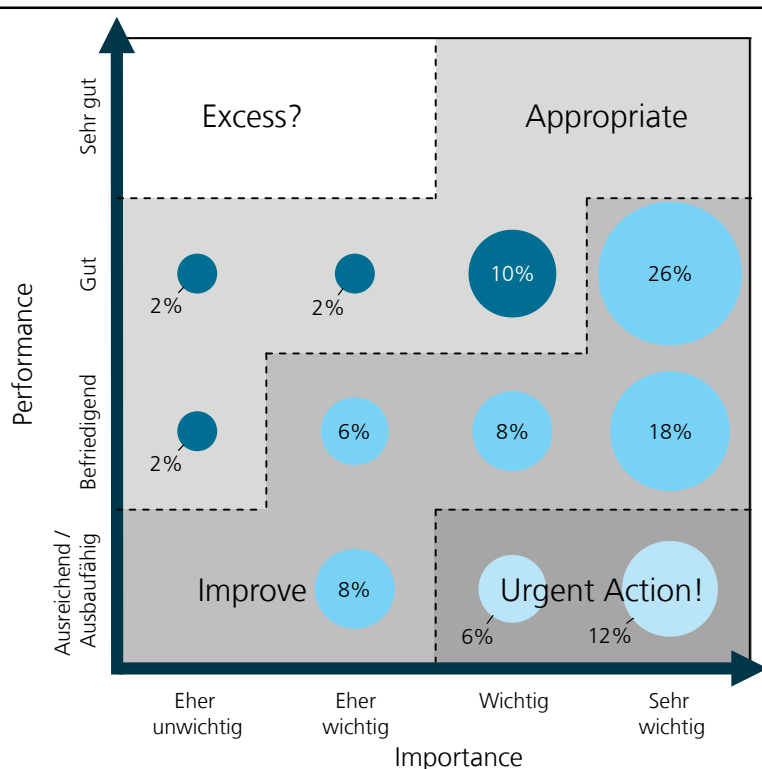 Performance
Sehr gut
Gut
Befriedigend
Ausreichend /
Ausbaufähig
Excess?
Appropriate
2%
2%
10%
26%
2%
6%
8%
18%
Improve
8%
Urgent Action!
6%
12%
Eher
unwichtig
Eher
wichtig
Wichtig
Sehr
wichtig
Importance